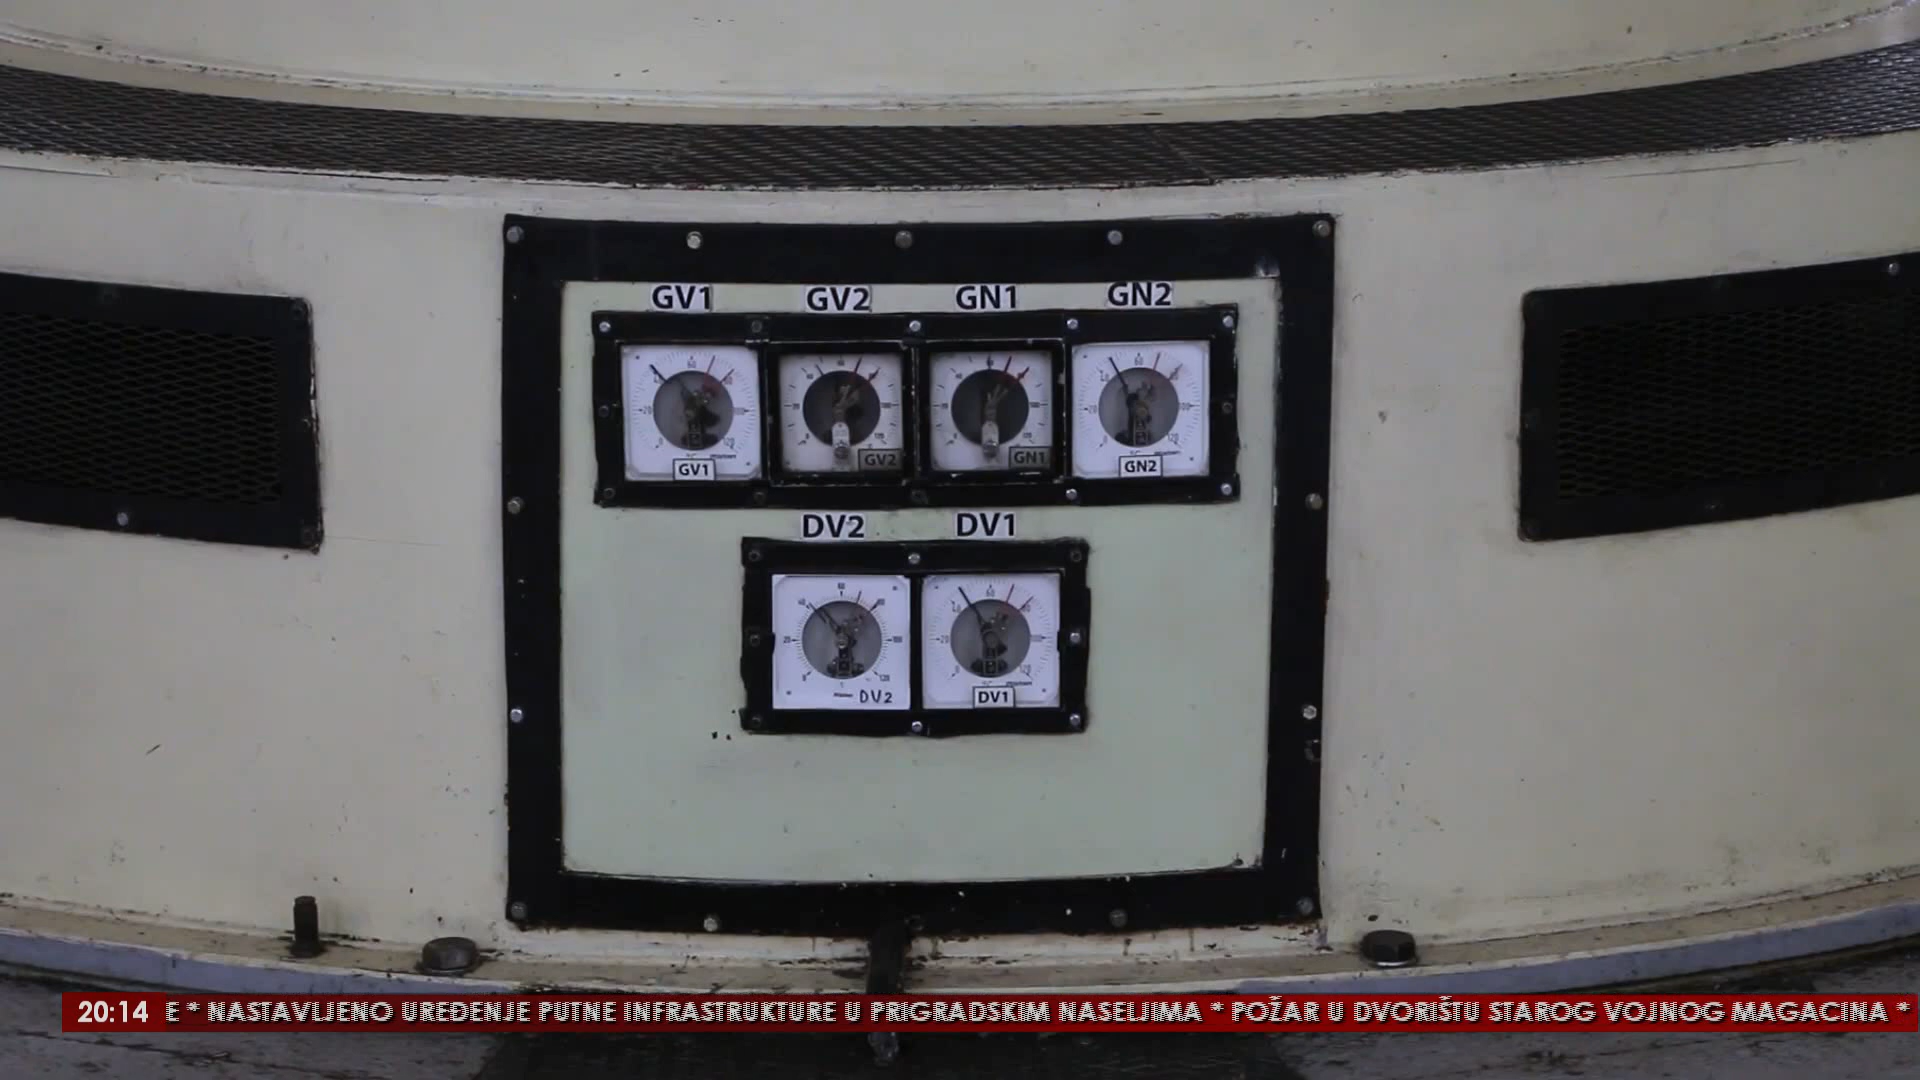 GV1 GV2 GN1 GN2
GV1 GV2 GN1 GN2
DV2 DV1
DV2 DV1
20:14 E * NASTAVLJENO UREĐENJE PUTNE INFRASTRUKTURE U PRIGRADSKIM NASELJIMA * POŽAR U DVORIŠTU STAROG VOJNOG MAGACINA *